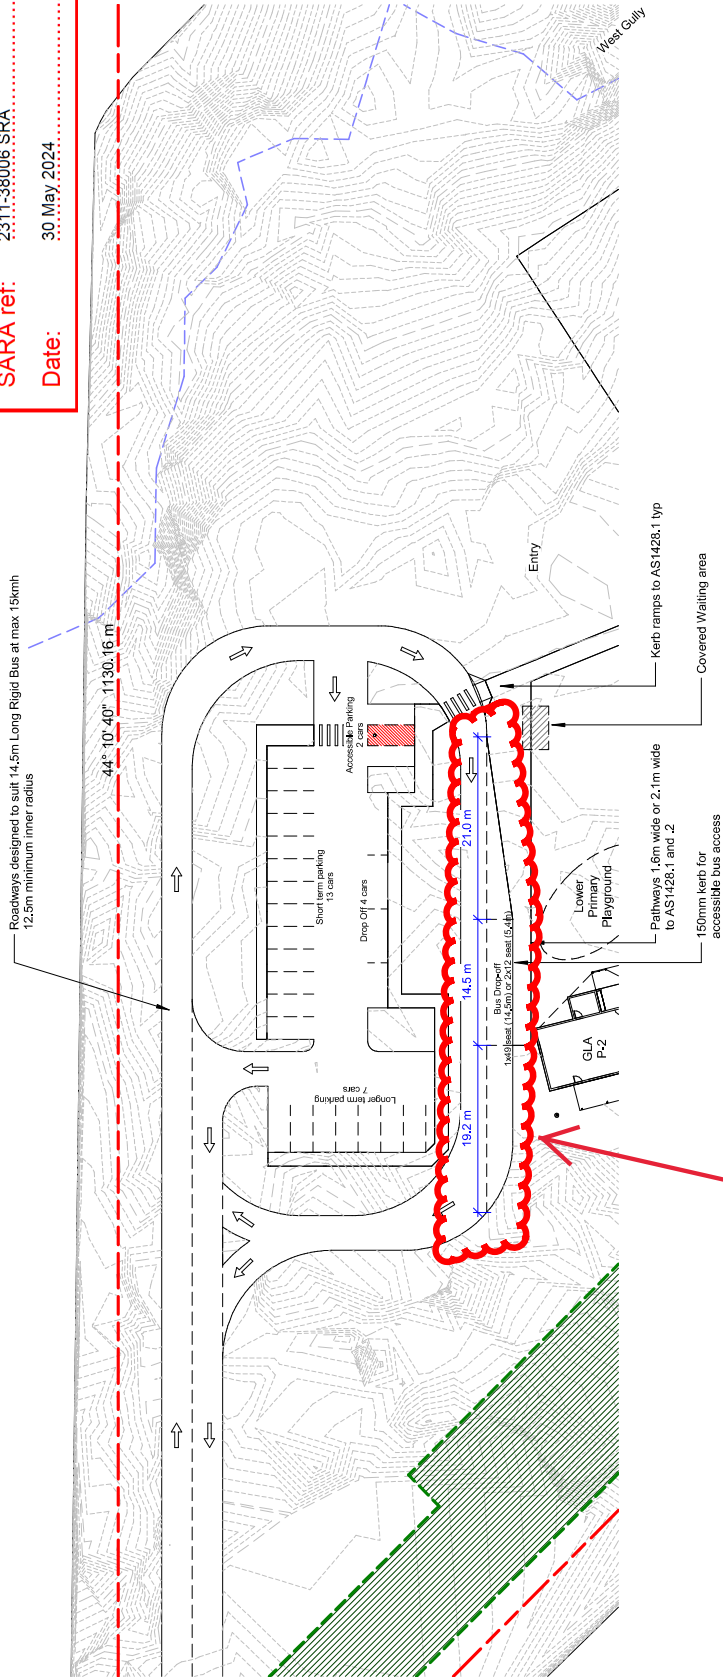 SARA ref:
2311-38006 SRA
Date:
30 May 2024
West Gully
Roadways designed to suit 14.5m Long Rigid Bus at max 15kmh
12.5m minimum inner radius
44° 10' 40" 1130.16 m
Entry
Kerb ramps to AS1428.1 typ
Covered Waiting area
Pathways 1.6m wide or 2.1m wide
to AS1428.1 and .2
150mm kerb for
accessible bus access
Accessible Parking
2 cars
Short term parking
13 cars
Drop Off 4 cars
Longer term parking
7 cars
21.0 m
14.5 m
19.2 m
Bus Drop-off
1x49 seat (14.5m) or 2x12 seat (5.4m)
Lower
Primary
Playground
GLA
P-2